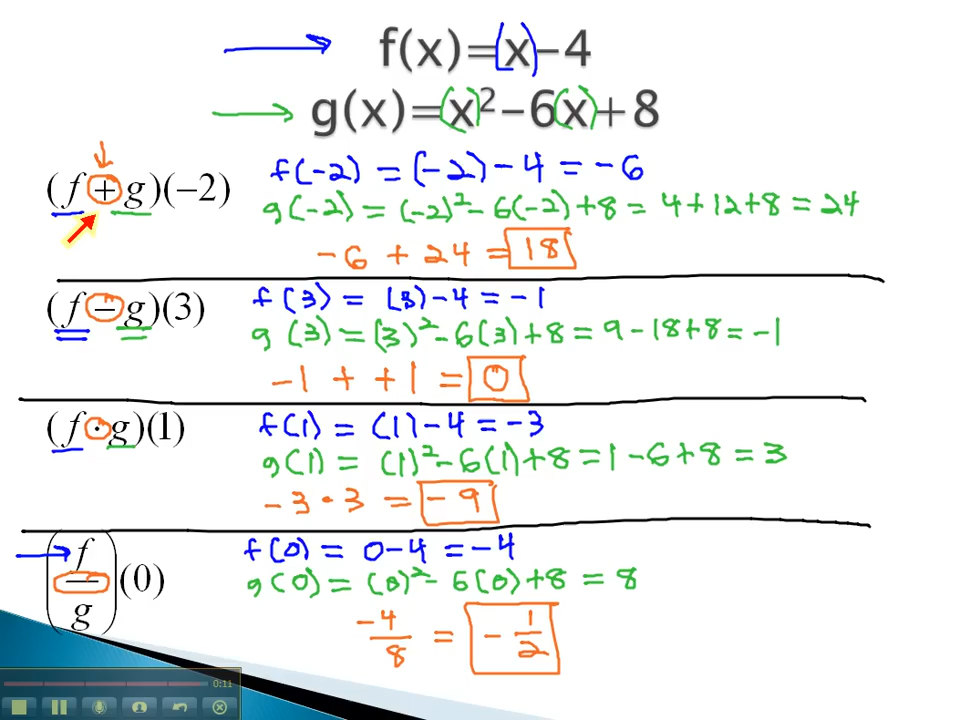 f(x)=(x)−4
g(x)=(x)²−6(x)+8
(f+g)(−2)
f(-2) = (-2)-4 = -6
g(-2) = (-2)²-6(-2)+8 = 4+12+8 = 24
-6 + 24 = 18
(f−g)(3)
f(3) = (3)-4 = -1
g(3) = (3)²-6(3)+8 = 9-18+8 = -1
-1 + +1 = 0
(f·g)(1)
f(1) = (1)-4 = -3
g(1) = (1)²-6(1)+8 = 1-6+8 = 3
-3·3 = -9
(f/g)(0)
f(0) = 0-4 = -4
g(0) = (0)²-6(0)+8 = 8
-4/8 = -1/2
0:11